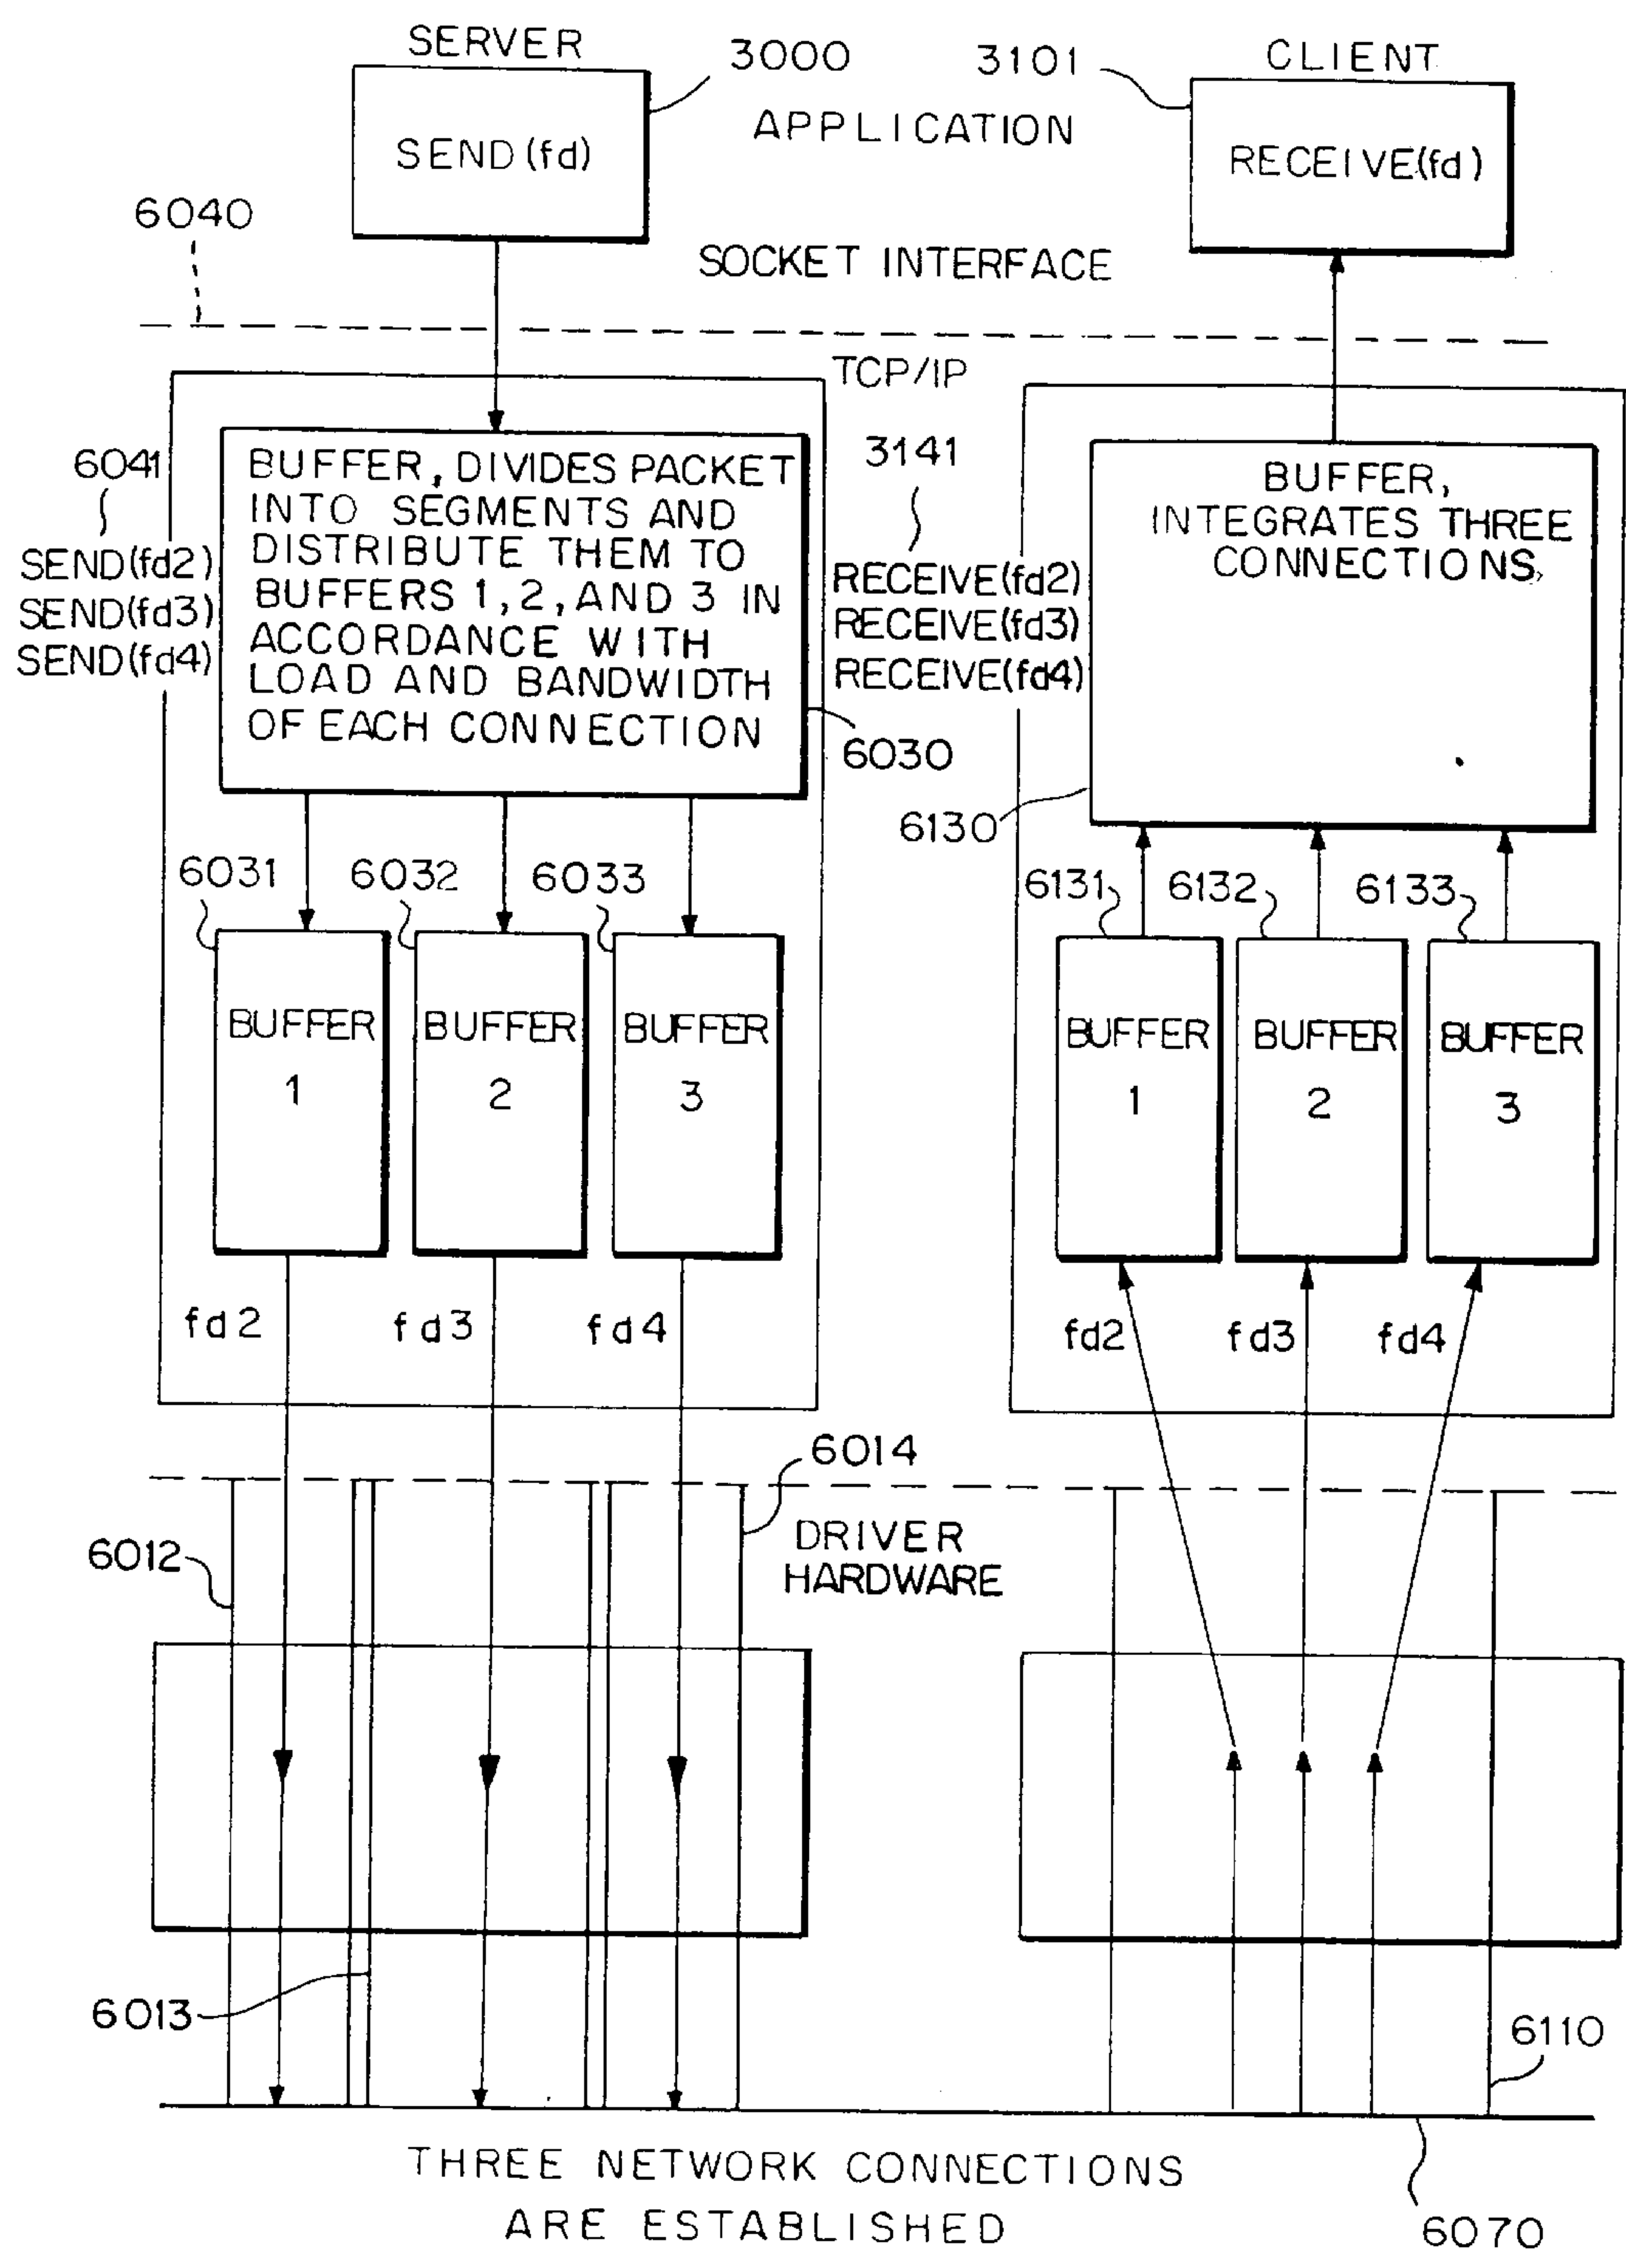 SERVER
3000
3101
CLIENT
SEND(fd)
APPLICATION
RECEIVE(fd)
6040
SOCKET INTERFACE
TCP/IP
6041
SEND(fd2)
SEND(fd3)
SEND(fd4)
BUFFER, DIVIDES PACKET
INTO SEGMENTS AND
DISTRIBUTE THEM TO
BUFFERS 1, 2, AND 3 IN
ACCORDANCE WITH
LOAD AND BANDWIDTH
OF EACH CONNECTION
6030
3141
RECEIVE(fd2)
RECEIVE(fd3)
RECEIVE(fd4)
BUFFER,
INTEGRATES THREE
CONNECTIONS,
6130
6031
6032
6033
6131
6132
6133
BUFFER
1
BUFFER
2
BUFFER
3
BUFFER
1
BUFFER
2
BUFFER
3
fd2
fd3
fd4
fd2
fd3
fd4
6014
6012
DRIVER
HARDWARE
6013
6110
THREE NETWORK CONNECTIONS
ARE ESTABLISHED
6070